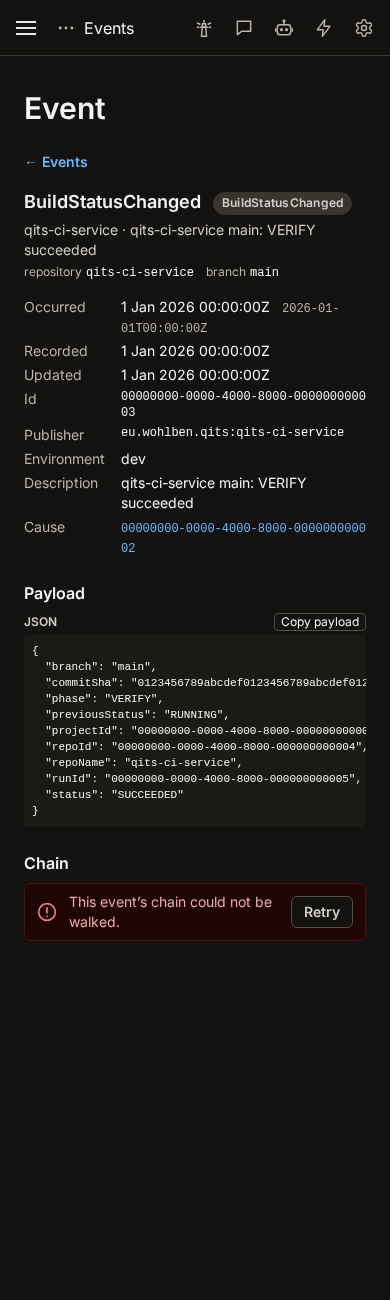 Events
Event
← Events
BuildStatusChanged BuildStatusChanged
qits-ci-service · qits-ci-service main: VERIFY
succeeded
repository qits-ci-service branch main
Occurred 1 Jan 2026 00:00:00Z 2026-01-
01T00:00:00Z
Recorded 1 Jan 2026 00:00:00Z
Updated 1 Jan 2026 00:00:00Z
Id 00000000-0000-4000-8000-0000000000
03
Publisher eu.wohlben.qits:qits-ci-service
Environment dev
Description qits-ci-service main: VERIFY
succeeded
Cause 00000000-0000-4000-8000-0000000000
02
Payload
JSON Copy payload
{
"branch": "main",
"commitSha": "0123456789abcdef0123456789abcdef012
"phase": "VERIFY",
"previousStatus": "RUNNING",
"projectId": "00000000-0000-4000-8000-00000000000
"repoId": "00000000-0000-4000-8000-000000000004",
"repoName": "qits-ci-service",
"runId": "00000000-0000-4000-8000-000000000005",
"status": "SUCCEEDED"
}
Chain
This event’s chain could not be
walked.
Retry